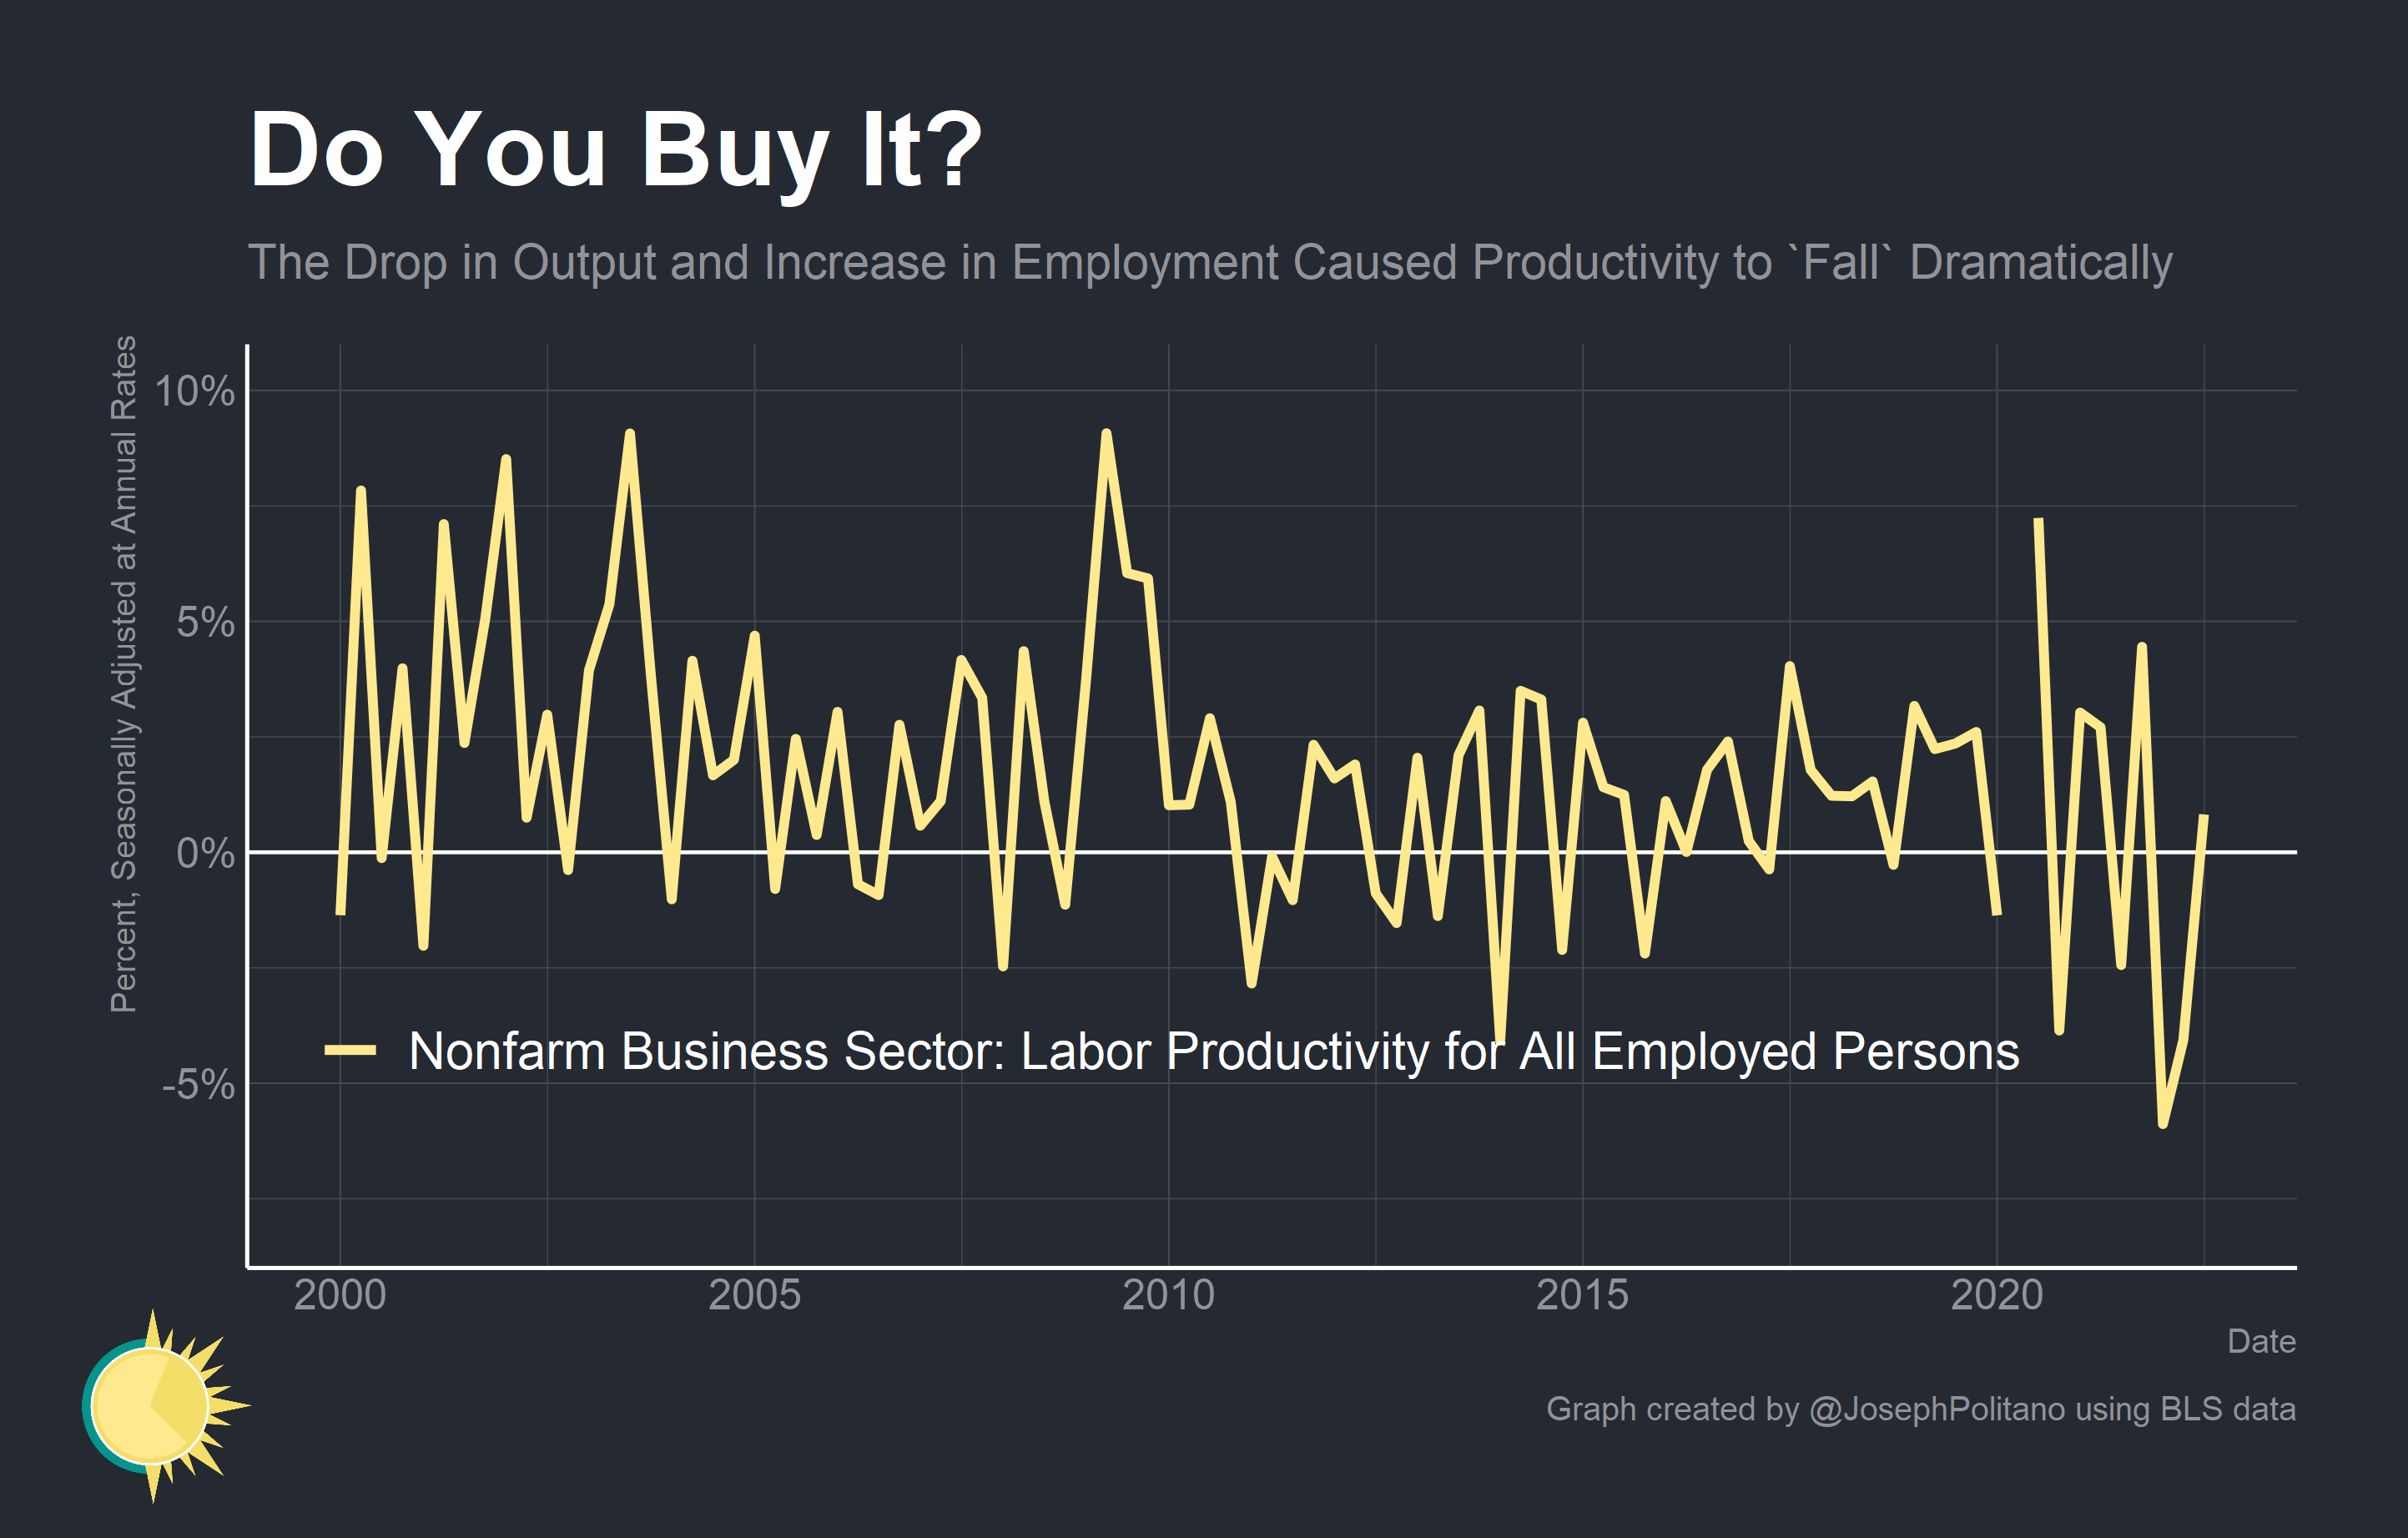 Do You Buy It?
The Drop in Output and Increase in Employment Caused Productivity to `Fall` Dramatically
Percent, Seasonally Adjusted at Annual Rates
10%
5%
0%
-5%
Nonfarm Business Sector: Labor Productivity for All Employed Persons
2000
2005
2010
2015
2020
Date
Graph created by @JosephPolitano using BLS data